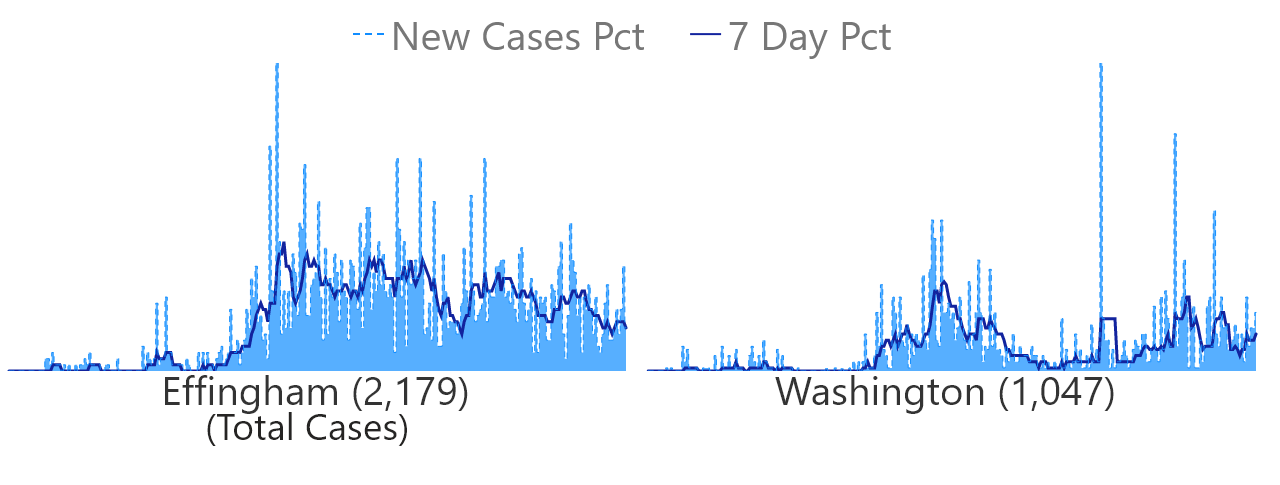 New Cases Pct 7 Day Pct
Effingham (2,179)
(Total Cases)
Washington (1,047)